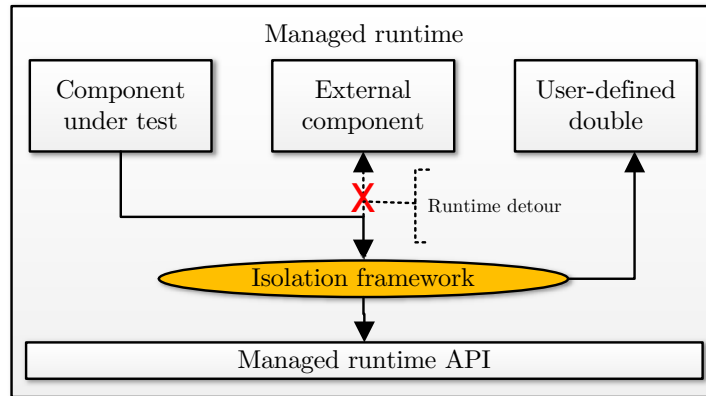 Managed runtime
Component
under test
External
component
User-defined
double
X
Runtime detour
Isolation framework
Managed runtime API